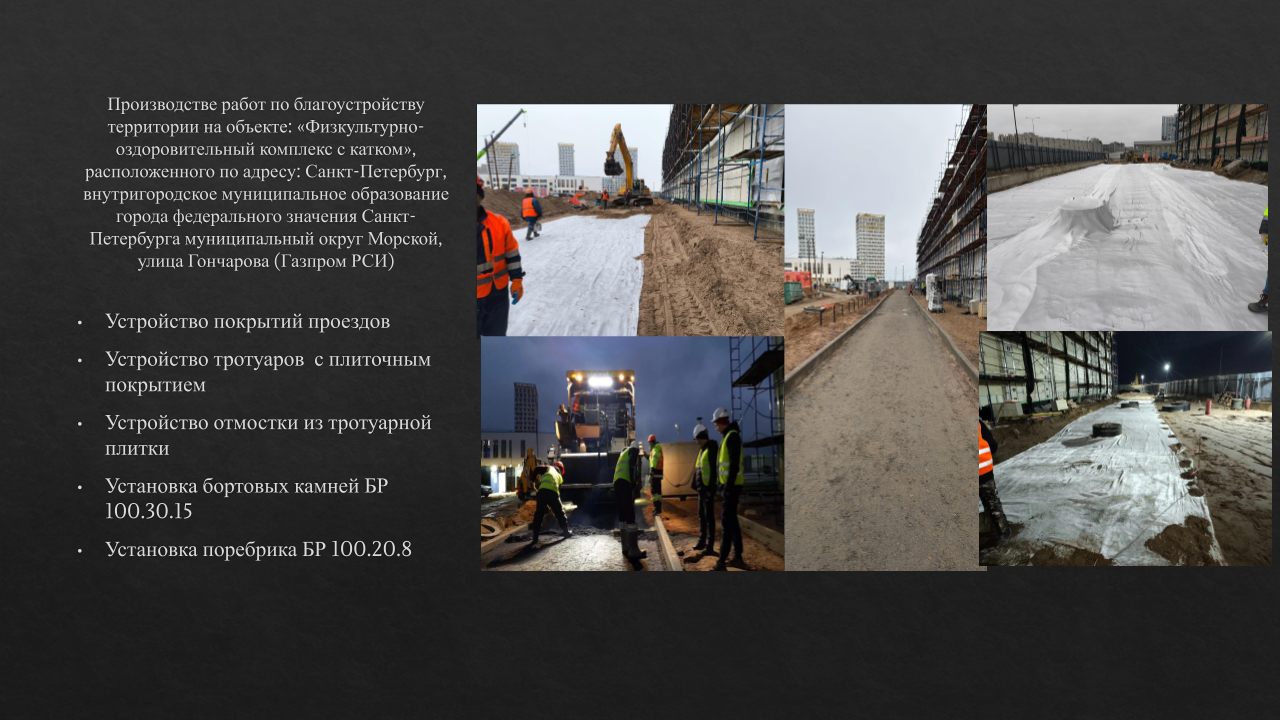 Производстве работ по благоустройству
территории на объекте: «Физкультурно-
оздоровительный комплекс с катком»,
расположенного по адресу: Санкт-Петербург,
внутригородское муниципальное образование
города федерального значения Санкт-
Петербурга муниципальный округ Морской,
улица Гончарова (Газпром РСИ)
• Устройство покрытий проездов
• Устройство тротуаров  с плиточным
покрытием
• Устройство отмостки из тротуарной
плитки
• Установка бортовых камней БР
100.30.15
• Установка поребрика БР 100.20.8